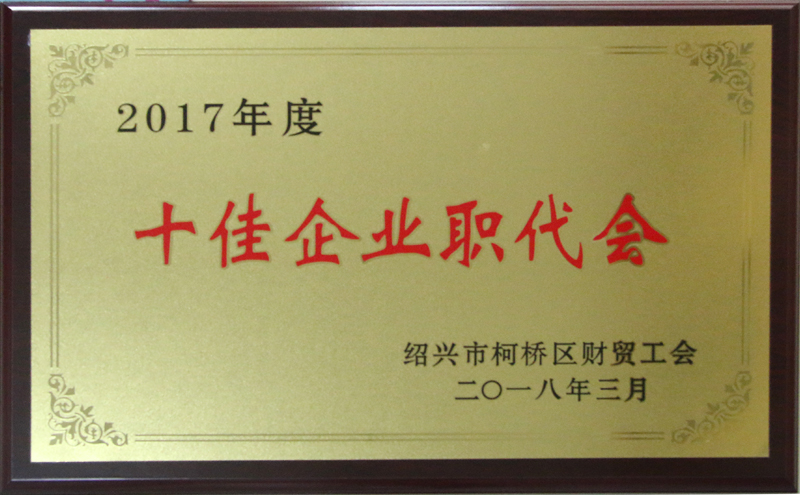 2017年度
十佳企业职代会
绍兴市柯桥区财贸工会
二〇一八年三月